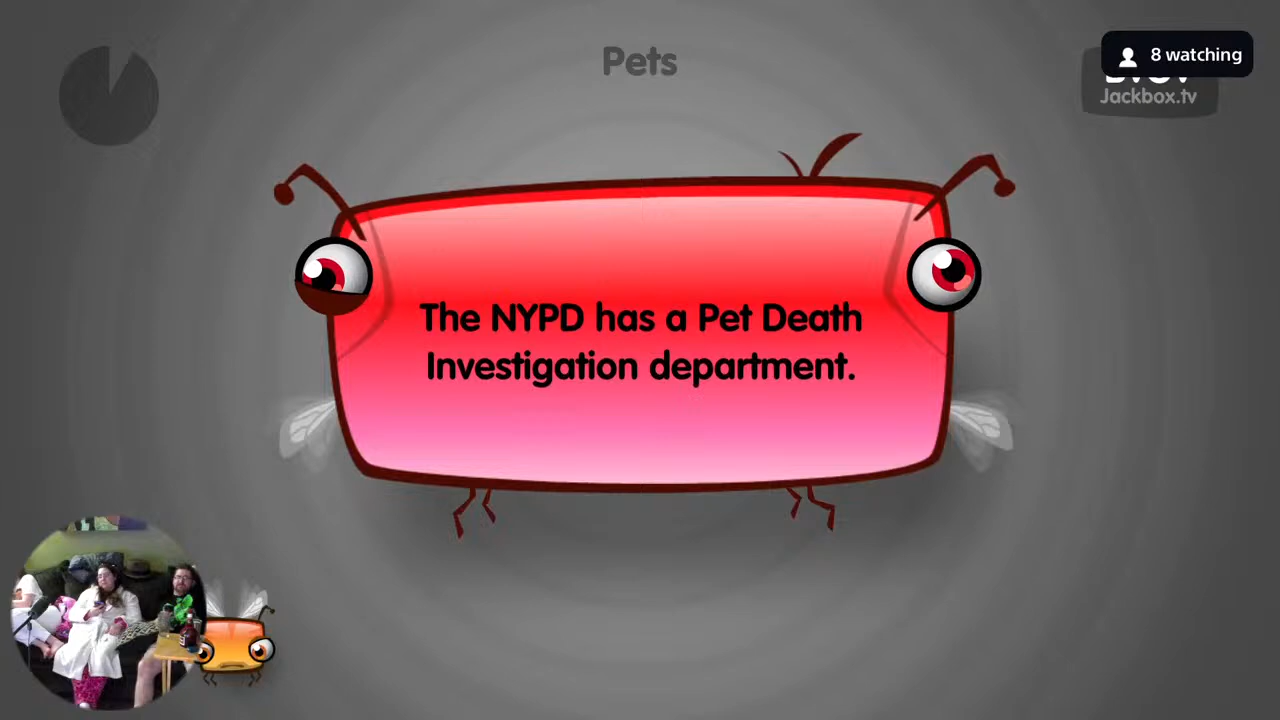 Pets
8 watching
Jackbox.tv
The NYPD has a Pet Death
Investigation department.